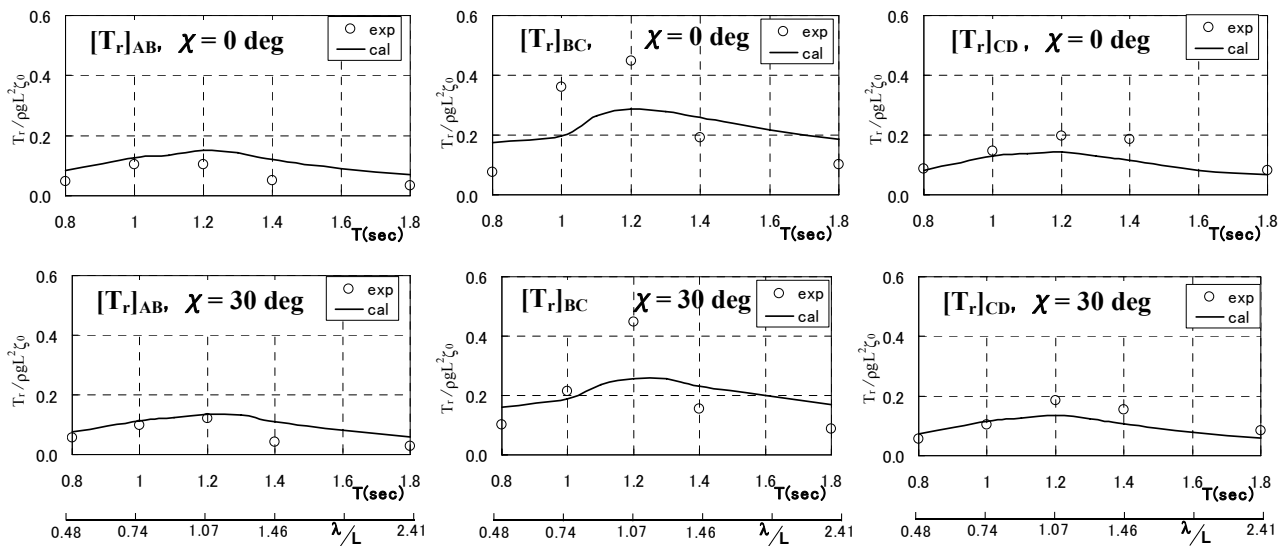 [Tr]AB, χ = 0 deg
exp
cal
Tr/ρgL²ζ0
0.6
0.4
0.2
0.0
0.8 1 1.2 1.4 1.6 1.8
T(sec)
[Tr]BC, χ = 0 deg
exp
cal
Tr/ρgL²ζ0
0.6
0.4
0.2
0.0
0.8 1 1.2 1.4 1.6 1.8
T(sec)
[Tr]CD, χ = 0 deg
exp
cal
Tr/ρgL²ζ0
0.6
0.4
0.2
0.0
0.8 1 1.2 1.4 1.6 1.8
T(sec)
[Tr]AB, χ = 30 deg
exp
cal
Tr/ρgL²ζ0
0.6
0.4
0.2
0.0
0.8 1 1.2 1.4 1.6 1.8
T(sec)
0.48 0.74 1.07 1.46 λ/L 2.41
[Tr]BC χ = 30 deg
exp
cal
Tr/ρgL²ζ0
0.6
0.4
0.2
0.0
0.8 1 1.2 1.4 1.6 1.8
T(sec)
0.48 0.74 1.07 1.46 λ/L 2.41
[Tr]CD, χ = 30 deg
exp
cal
Tr/ρgL²ζ0
0.6
0.4
0.2
0.0
0.8 1 1.2 1.4 1.6 1.8
T(sec)
0.48 0.74 1.07 1.46 λ/L 2.41